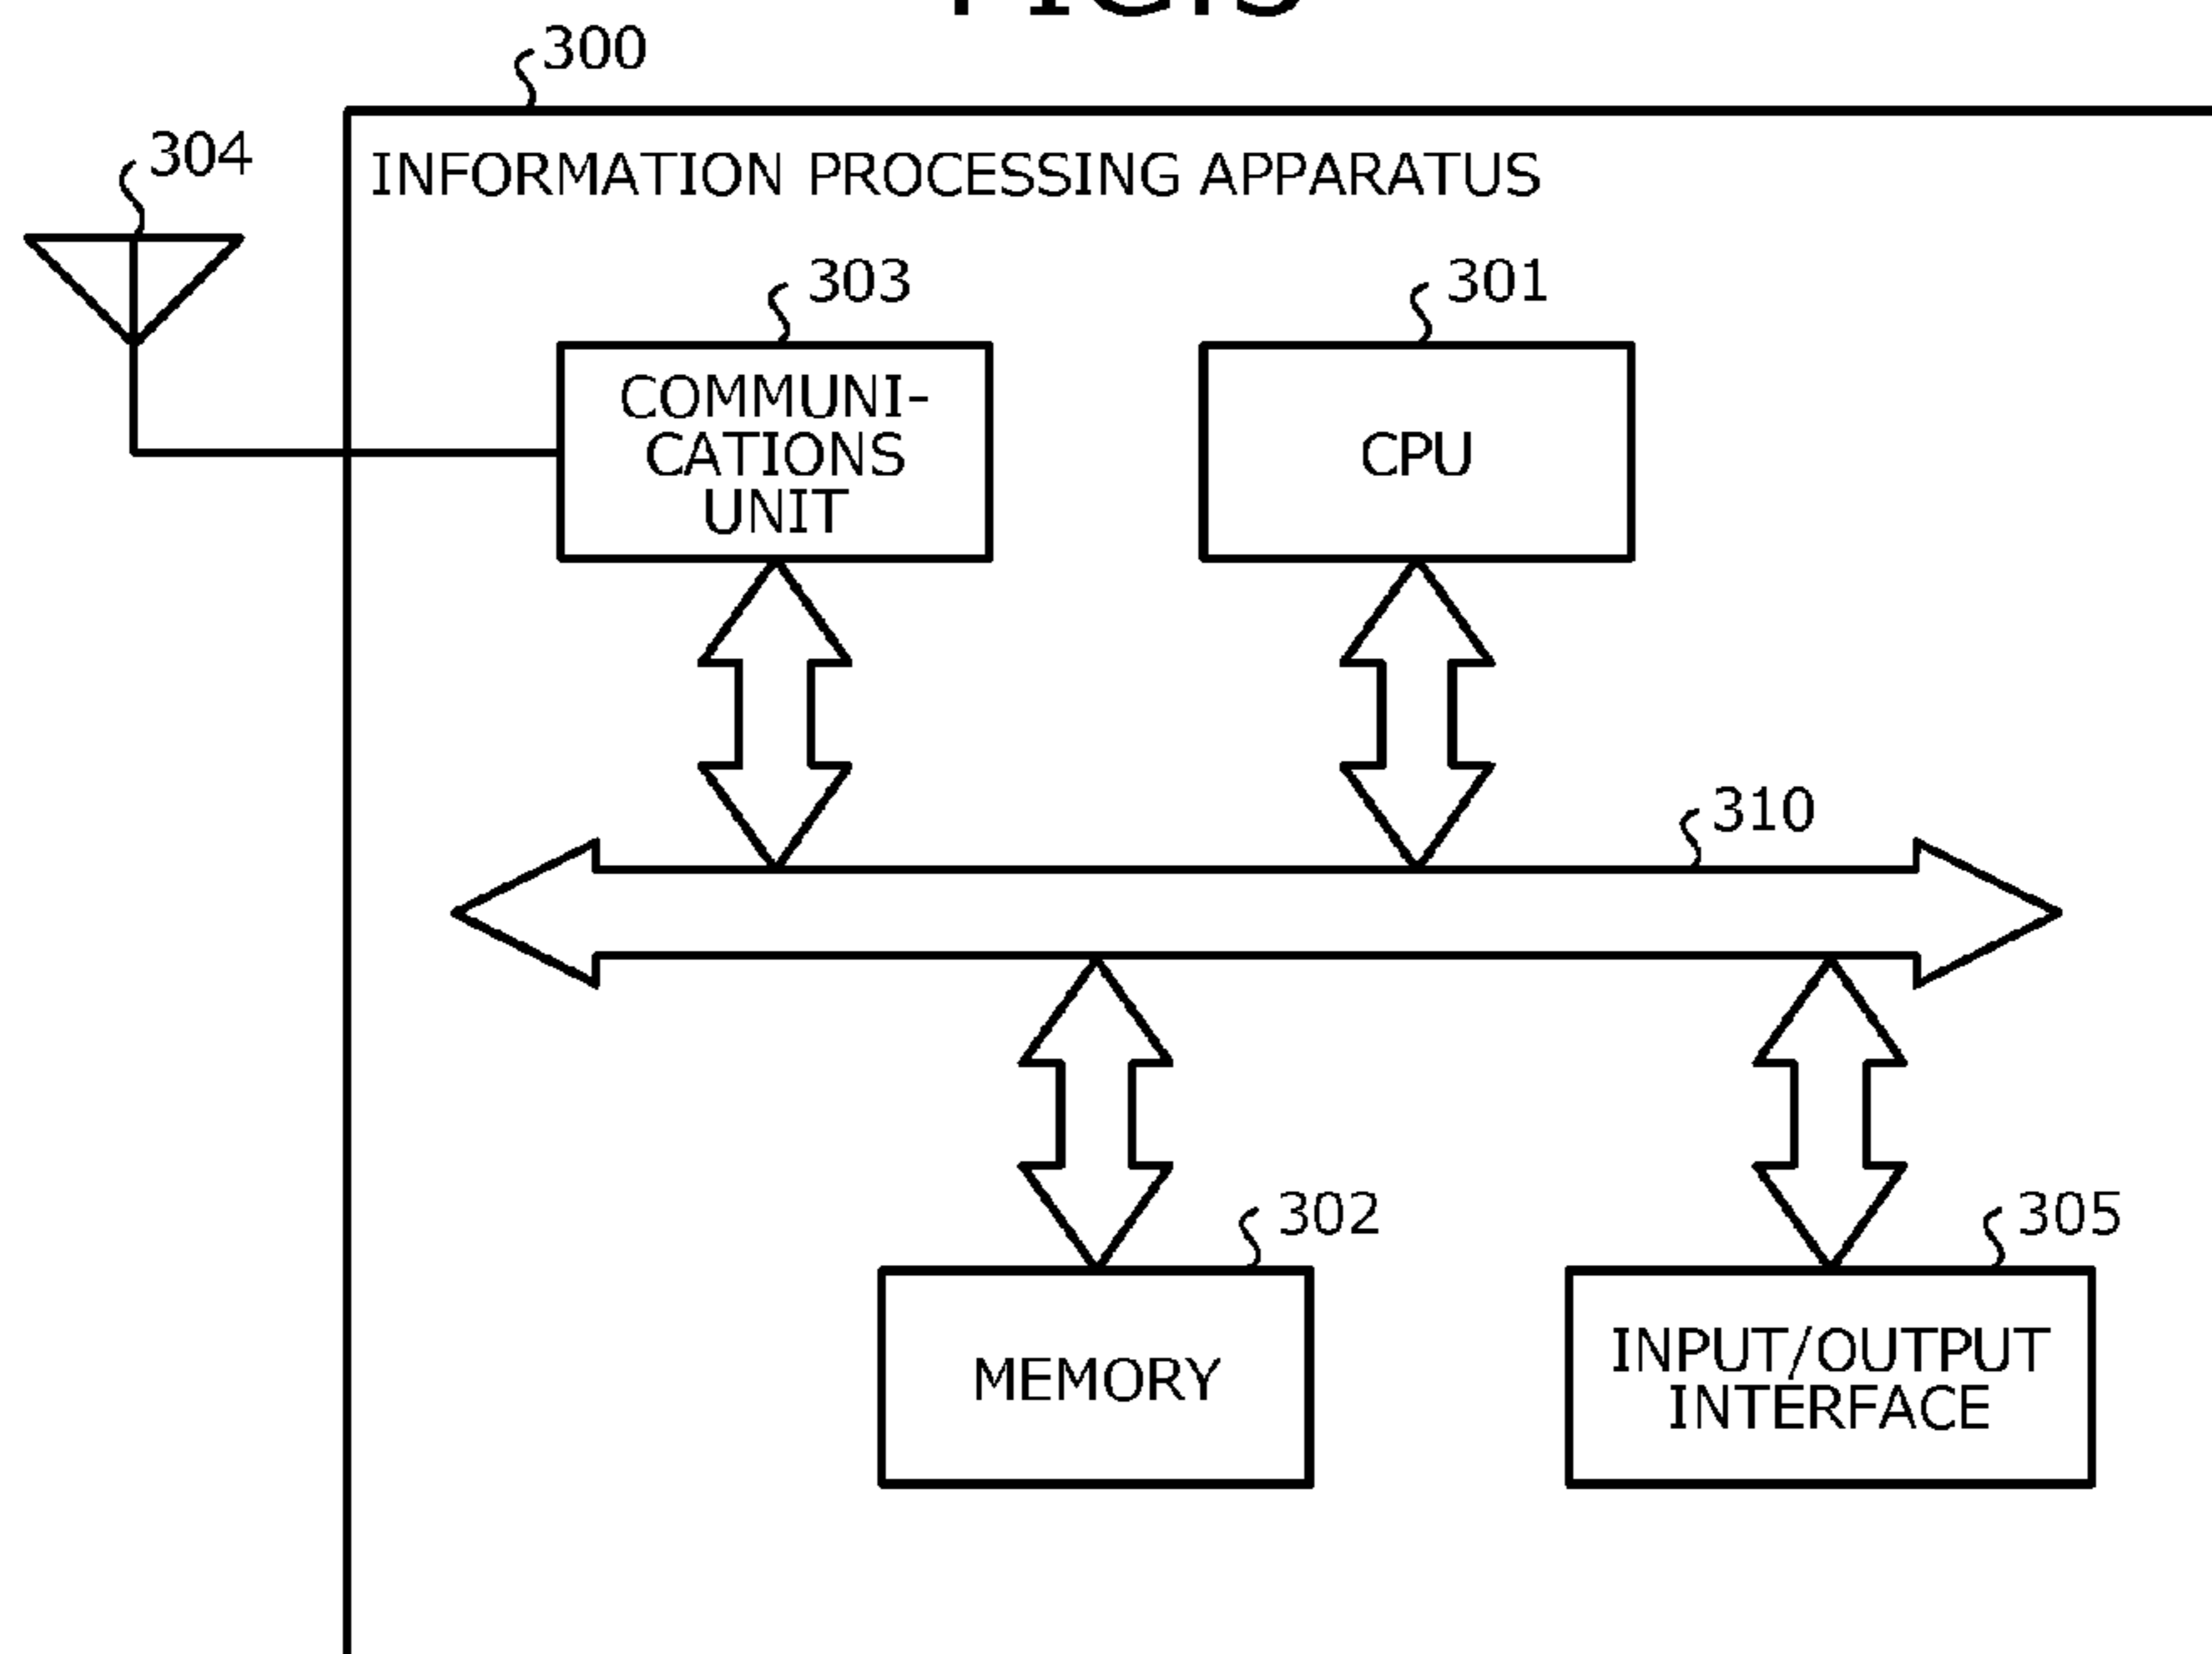 300
304
INFORMATION PROCESSING APPARATUS
303
301
COMMUNI-
CATIONS
UNIT
CPU
310
302
305
MEMORY
INPUT/OUTPUT
INTERFACE